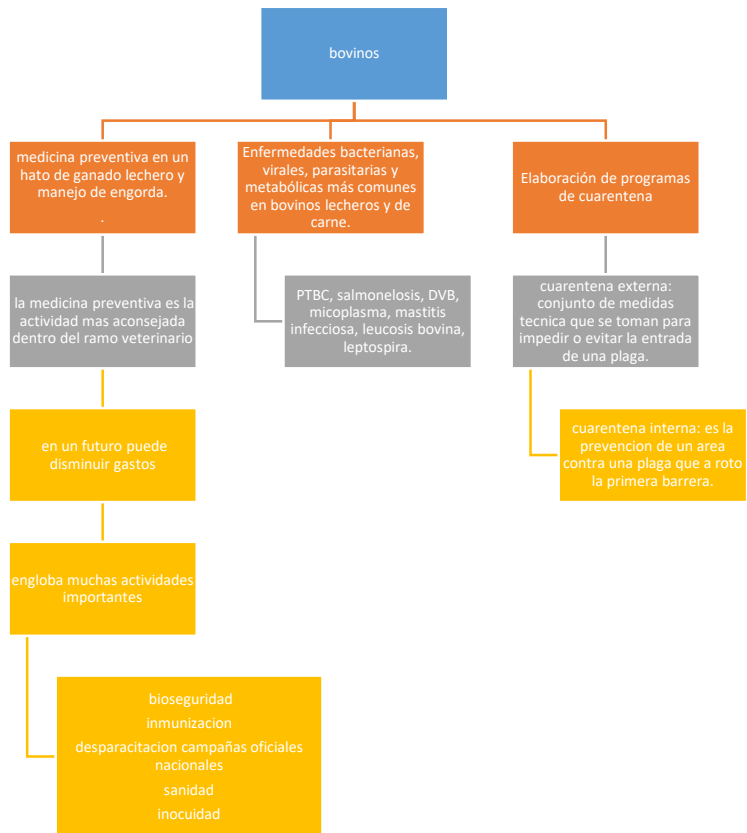 bovinos
medicina preventiva en un
hato de ganado lechero y
manejo de engorda.
.
Enfermedades bacterianas,
virales, parasitarias y
metabólicas más comunes
en bovinos lecheros y de
carne.
Elaboración de programas
de cuarentena
la medicina preventiva es la
actividad mas aconsejada
dentro del ramo veterinario
PTBC, salmonelosis, DVB,
micoplasma, mastitis
infecciosa, leucosis bovina,
leptospira.
cuarentena externa:
conjunto de medidas
tecnica que se toman para
impedir o evitar la entrada
de una plaga.
en un futuro puede
disminuir gastos
cuarentena interna: es la
prevencion de un area
contra una plaga que a roto
la primera barrera.
engloba muchas actividades
importantes
bioseguridad
inmunizacion
desparacitacion campañas oficiales
nacionales
sanidad
inocuidad